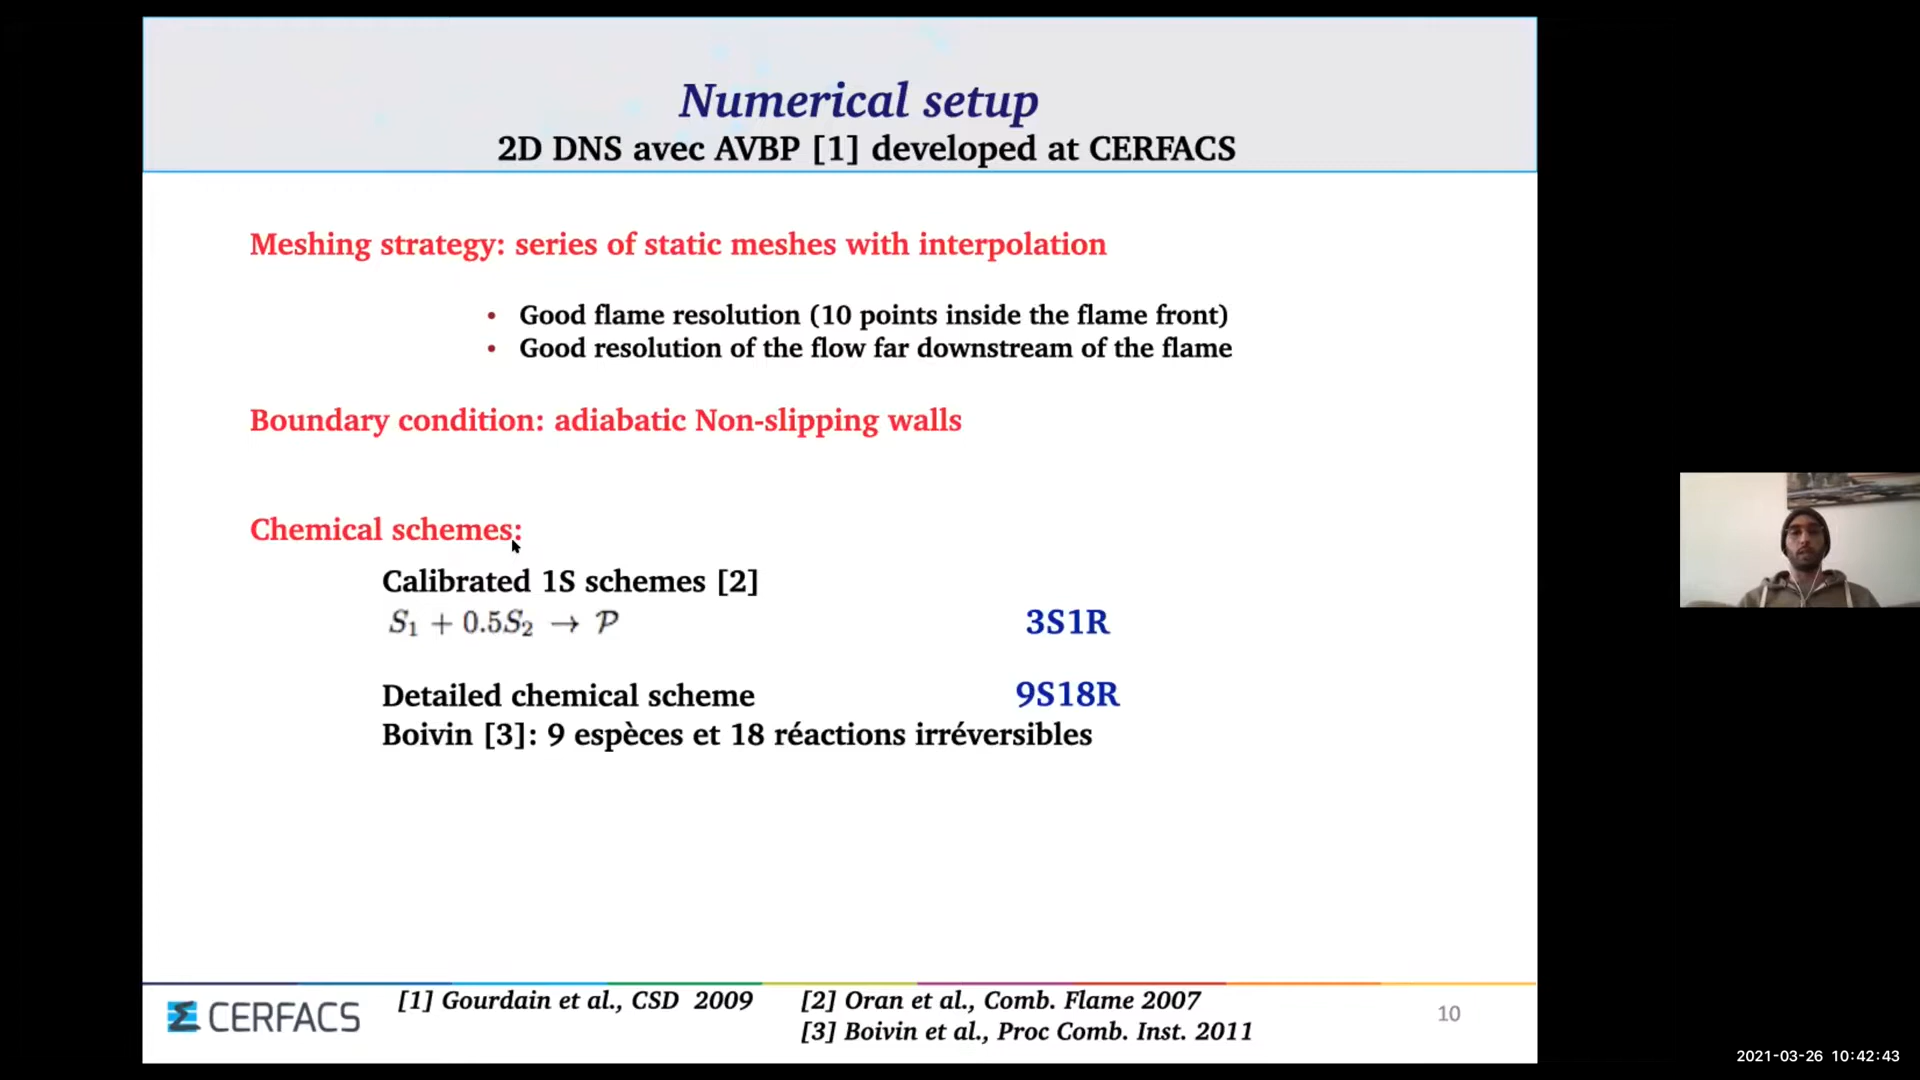 Numerical setup
2D DNS avec AVBP [1] developed at CERFACS
Meshing strategy: series of static meshes with interpolation
• Good flame resolution (10 points inside the flame front)
• Good resolution of the flow far downstream of the flame
Boundary condition: adiabatic Non-slipping walls
Chemical schemes:
Calibrated 1S schemes [2]
S₁ + 0.5S₂ → 𝒫 3S1R
Detailed chemical scheme 9S18R
Boivin [3]: 9 espèces et 18 réactions irréversibles
CERFACS
[1] Gourdain et al., CSD 2009
[2] Oran et al., Comb. Flame 2007
[3] Boivin et al., Proc Comb. Inst. 2011
10
2021-03-26 10:42:43